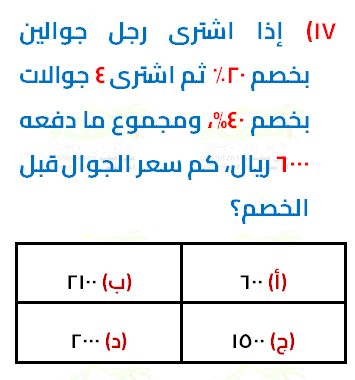 ١٧) إذا اشترى رجل جوالين
بخصم ٢٠٪ ثم اشترى ٤ جوالات
بخصم ٤٠%، ومجموع ما دفعه
٦٠٠٠ ريال، كم سعر الجوال قبل
الخصم؟
(أ) ٦٠٠
(ب) ٢١٠٠
(ج) ١٥٠٠
(د) ٢٠٠٠